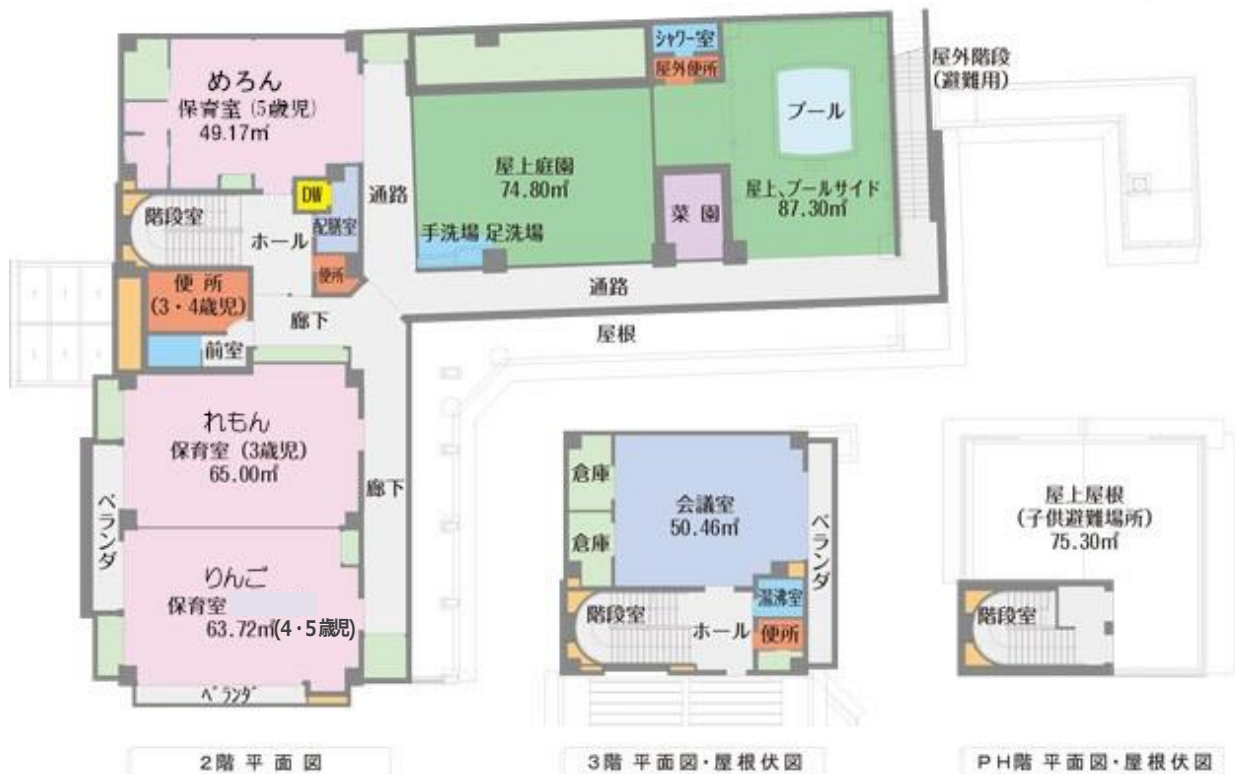 めろん
保育室 (5歳児)
49.17㎡
階段室
ホール
DW
配膳室
便所
便 所
(3・4歳児)
前室
廊下
通路
シャワー室
屋外便所
屋上庭園
74.80㎡
手洗場 足洗場
菜 園
プール
屋上、プールサイド
87.30㎡
屋外階段
(避難用)
通路
屋根
れもん
保育室 (3歳児)
65.00㎡
ベランダ
廊下
りんご
保育室
63.72㎡(4・5歳児)
ベランダ
2階 平 面 図
倉庫
倉庫
会議室
50.46㎡
ベランダ
階段室
ホール
湯沸室
便所
3階 平面図・屋根伏図
屋上屋根
(子供避難場所)
75.30㎡
階段室
PH階 平面図・屋根伏図